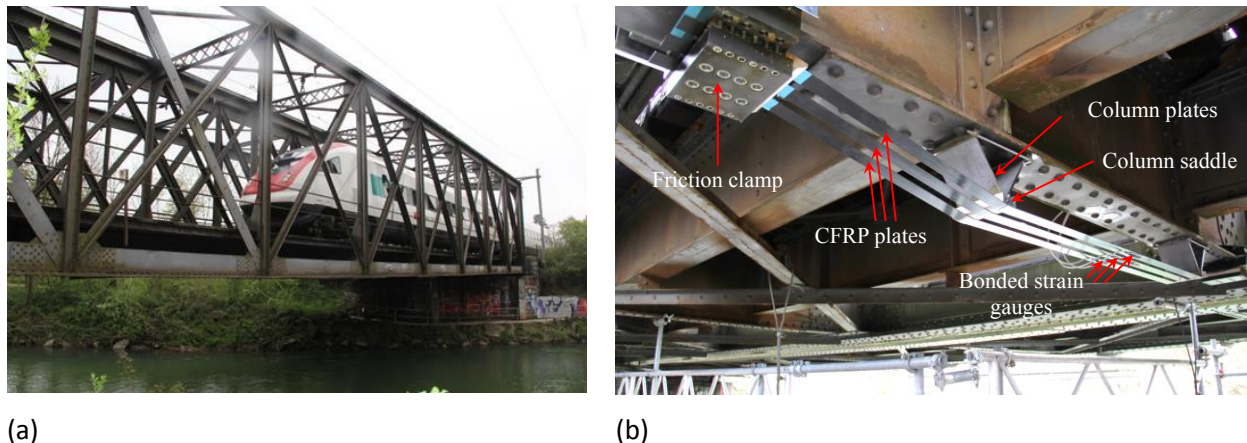 Column plates
Column saddle
Friction clamp
CFRP plates
Bonded strain
gauges
(a)
(b)